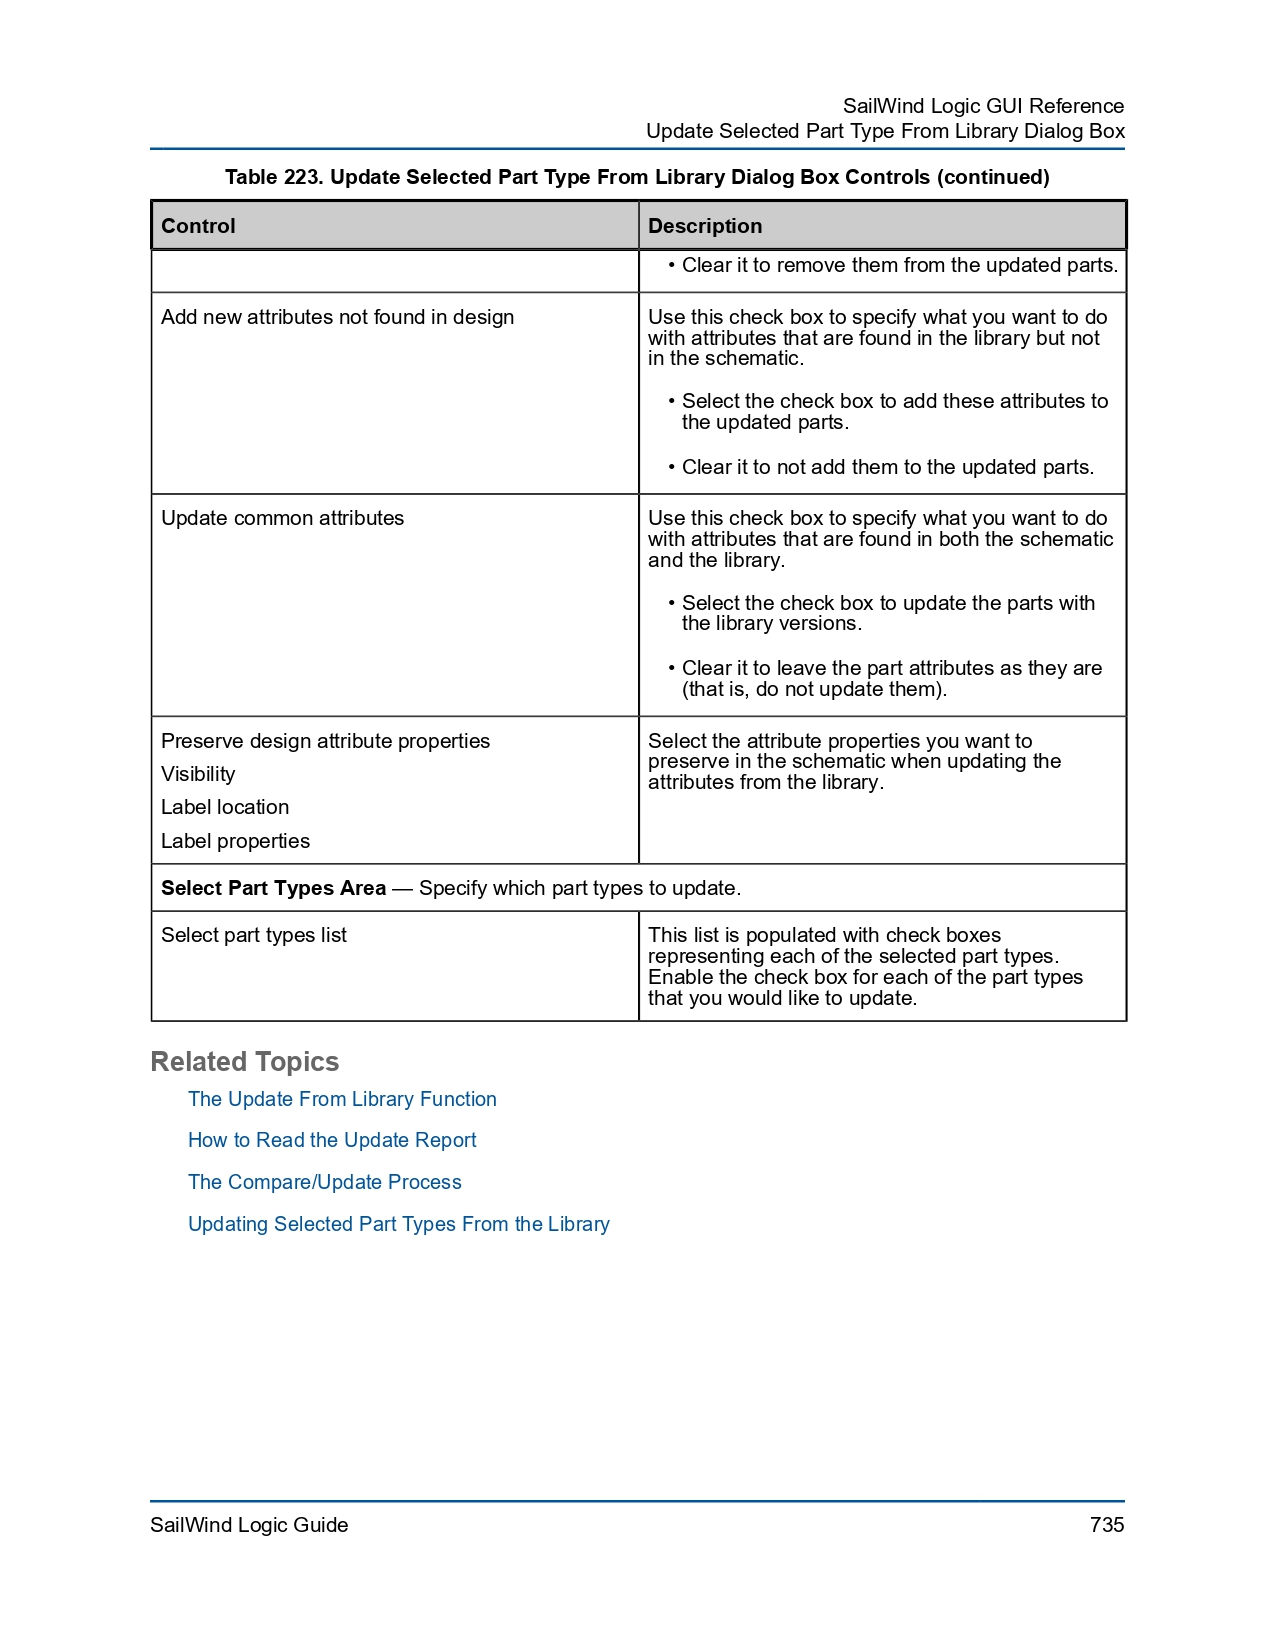 SailWind Logic GUI Reference
Update Selected Part Type From Library Dialog Box
Table 223. Update Selected Part Type From Library Dialog Box Controls (continued)
Control
Description
• Clear it to remove them from the updated parts.
Add new attributes not found in design
Use this check box to specify what you want to do
with attributes that are found in the library but not
in the schematic.
• Select the check box to add these attributes to
the updated parts.
• Clear it to not add them to the updated parts.
Update common attributes
Use this check box to specify what you want to do
with attributes that are found in both the schematic
and the library.
• Select the check box to update the parts with
the library versions.
• Clear it to leave the part attributes as they are
(that is, do not update them).
Preserve design attribute properties
Visibility
Label location
Label properties
Select the attribute properties you want to
preserve in the schematic when updating the
attributes from the library.
Select Part Types Area — Specify which part types to update.
Select part types list
This list is populated with check boxes
representing each of the selected part types.
Enable the check box for each of the part types
that you would like to update.
Related Topics
The Update From Library Function
How to Read the Update Report
The Compare/Update Process
Updating Selected Part Types From the Library
SailWind Logic Guide
735